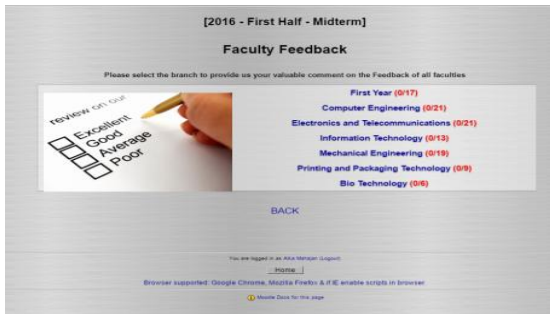 [2016 - First Half - Midterm]
Faculty Feedback
Please select the branch to provide us your valuable comment on the Feedback of all faculties
review on our
Excellent
Good
Average
Poor
First Year (0/17)
Computer Engineering (0/21)
Electronics and Telecommunications (0/21)
Information Technology (0/13)
Mechanical Engineering (0/19)
Printing and Packaging Technology (0/9)
Bio Technology (0/6)
BACK
You are logged in as Alka Mahajan (Logout)
Home
Browser supported: Google Chrome, Mozilla Firefox & if IE enable scripts in browser
Moodle Docs for this page